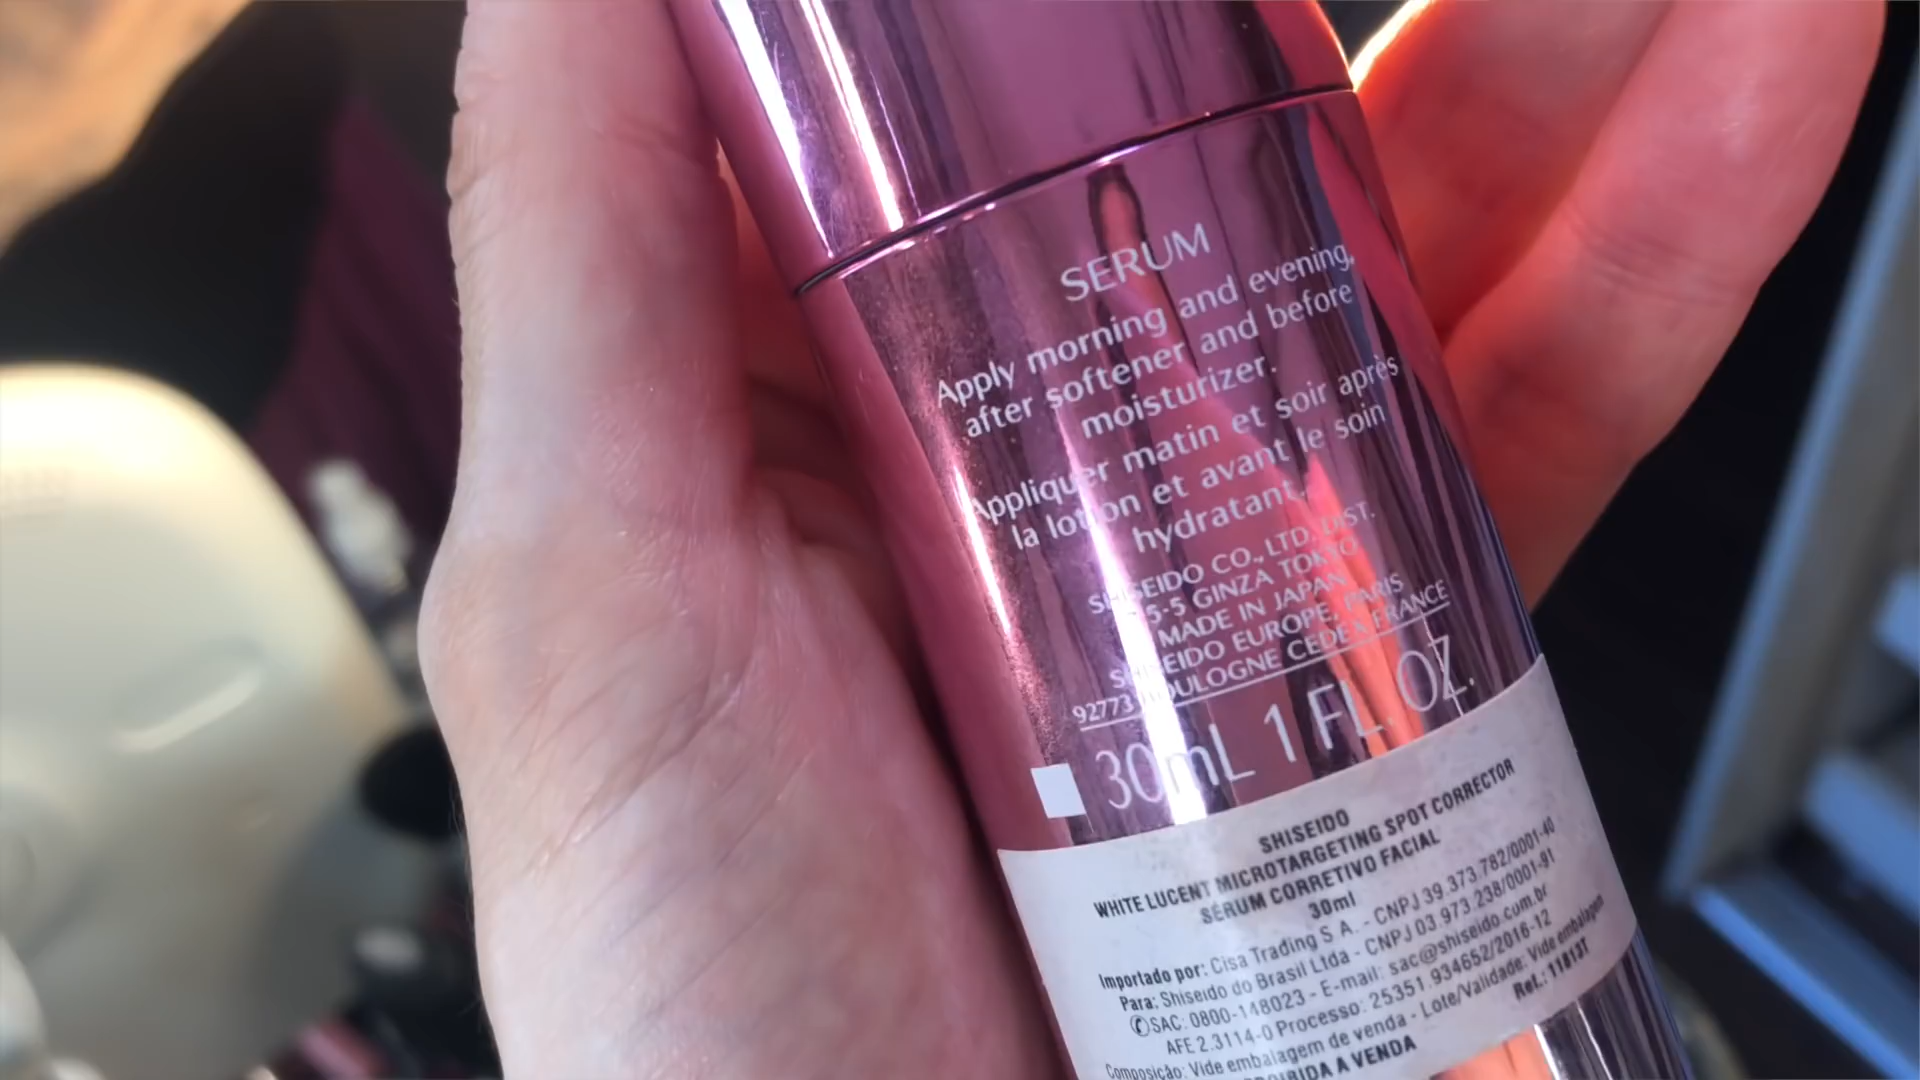 SERUM
Apply morning and evening,
after softener and before
moisturizer.
Appliquer matin et soir après
la lotion et avant le soin
hydratant.
SHISEIDO CO., LTD. DIST.
5-5 GINZA TOKYO
MADE IN JAPAN
SHISEIDO EUROPE, PARIS
92773 BOULOGNE CEDEX FRANCE
30mL 1 FL. OZ.
SHISEIDO
WHITE LUCENT MICROTARGETING SPOT CORRECTOR
SÉRUM CORRETIVO FACIAL
30ml
Importado por: Cisa Trading S A. - CNPJ 39.373.782/0001-40
Para: Shiseido do Brasil Ltda - CNPJ 03.973.238/0001-91
SAC: 0800-148023 - E-mail: sac@shiseido.com.br
AFE 2.3114-0 Processo: 25351.934652/2016-12
Composição: Vide embalagem de venda - Lote/Validade: Vide embalagem
A VENDA Ref.: 11813T